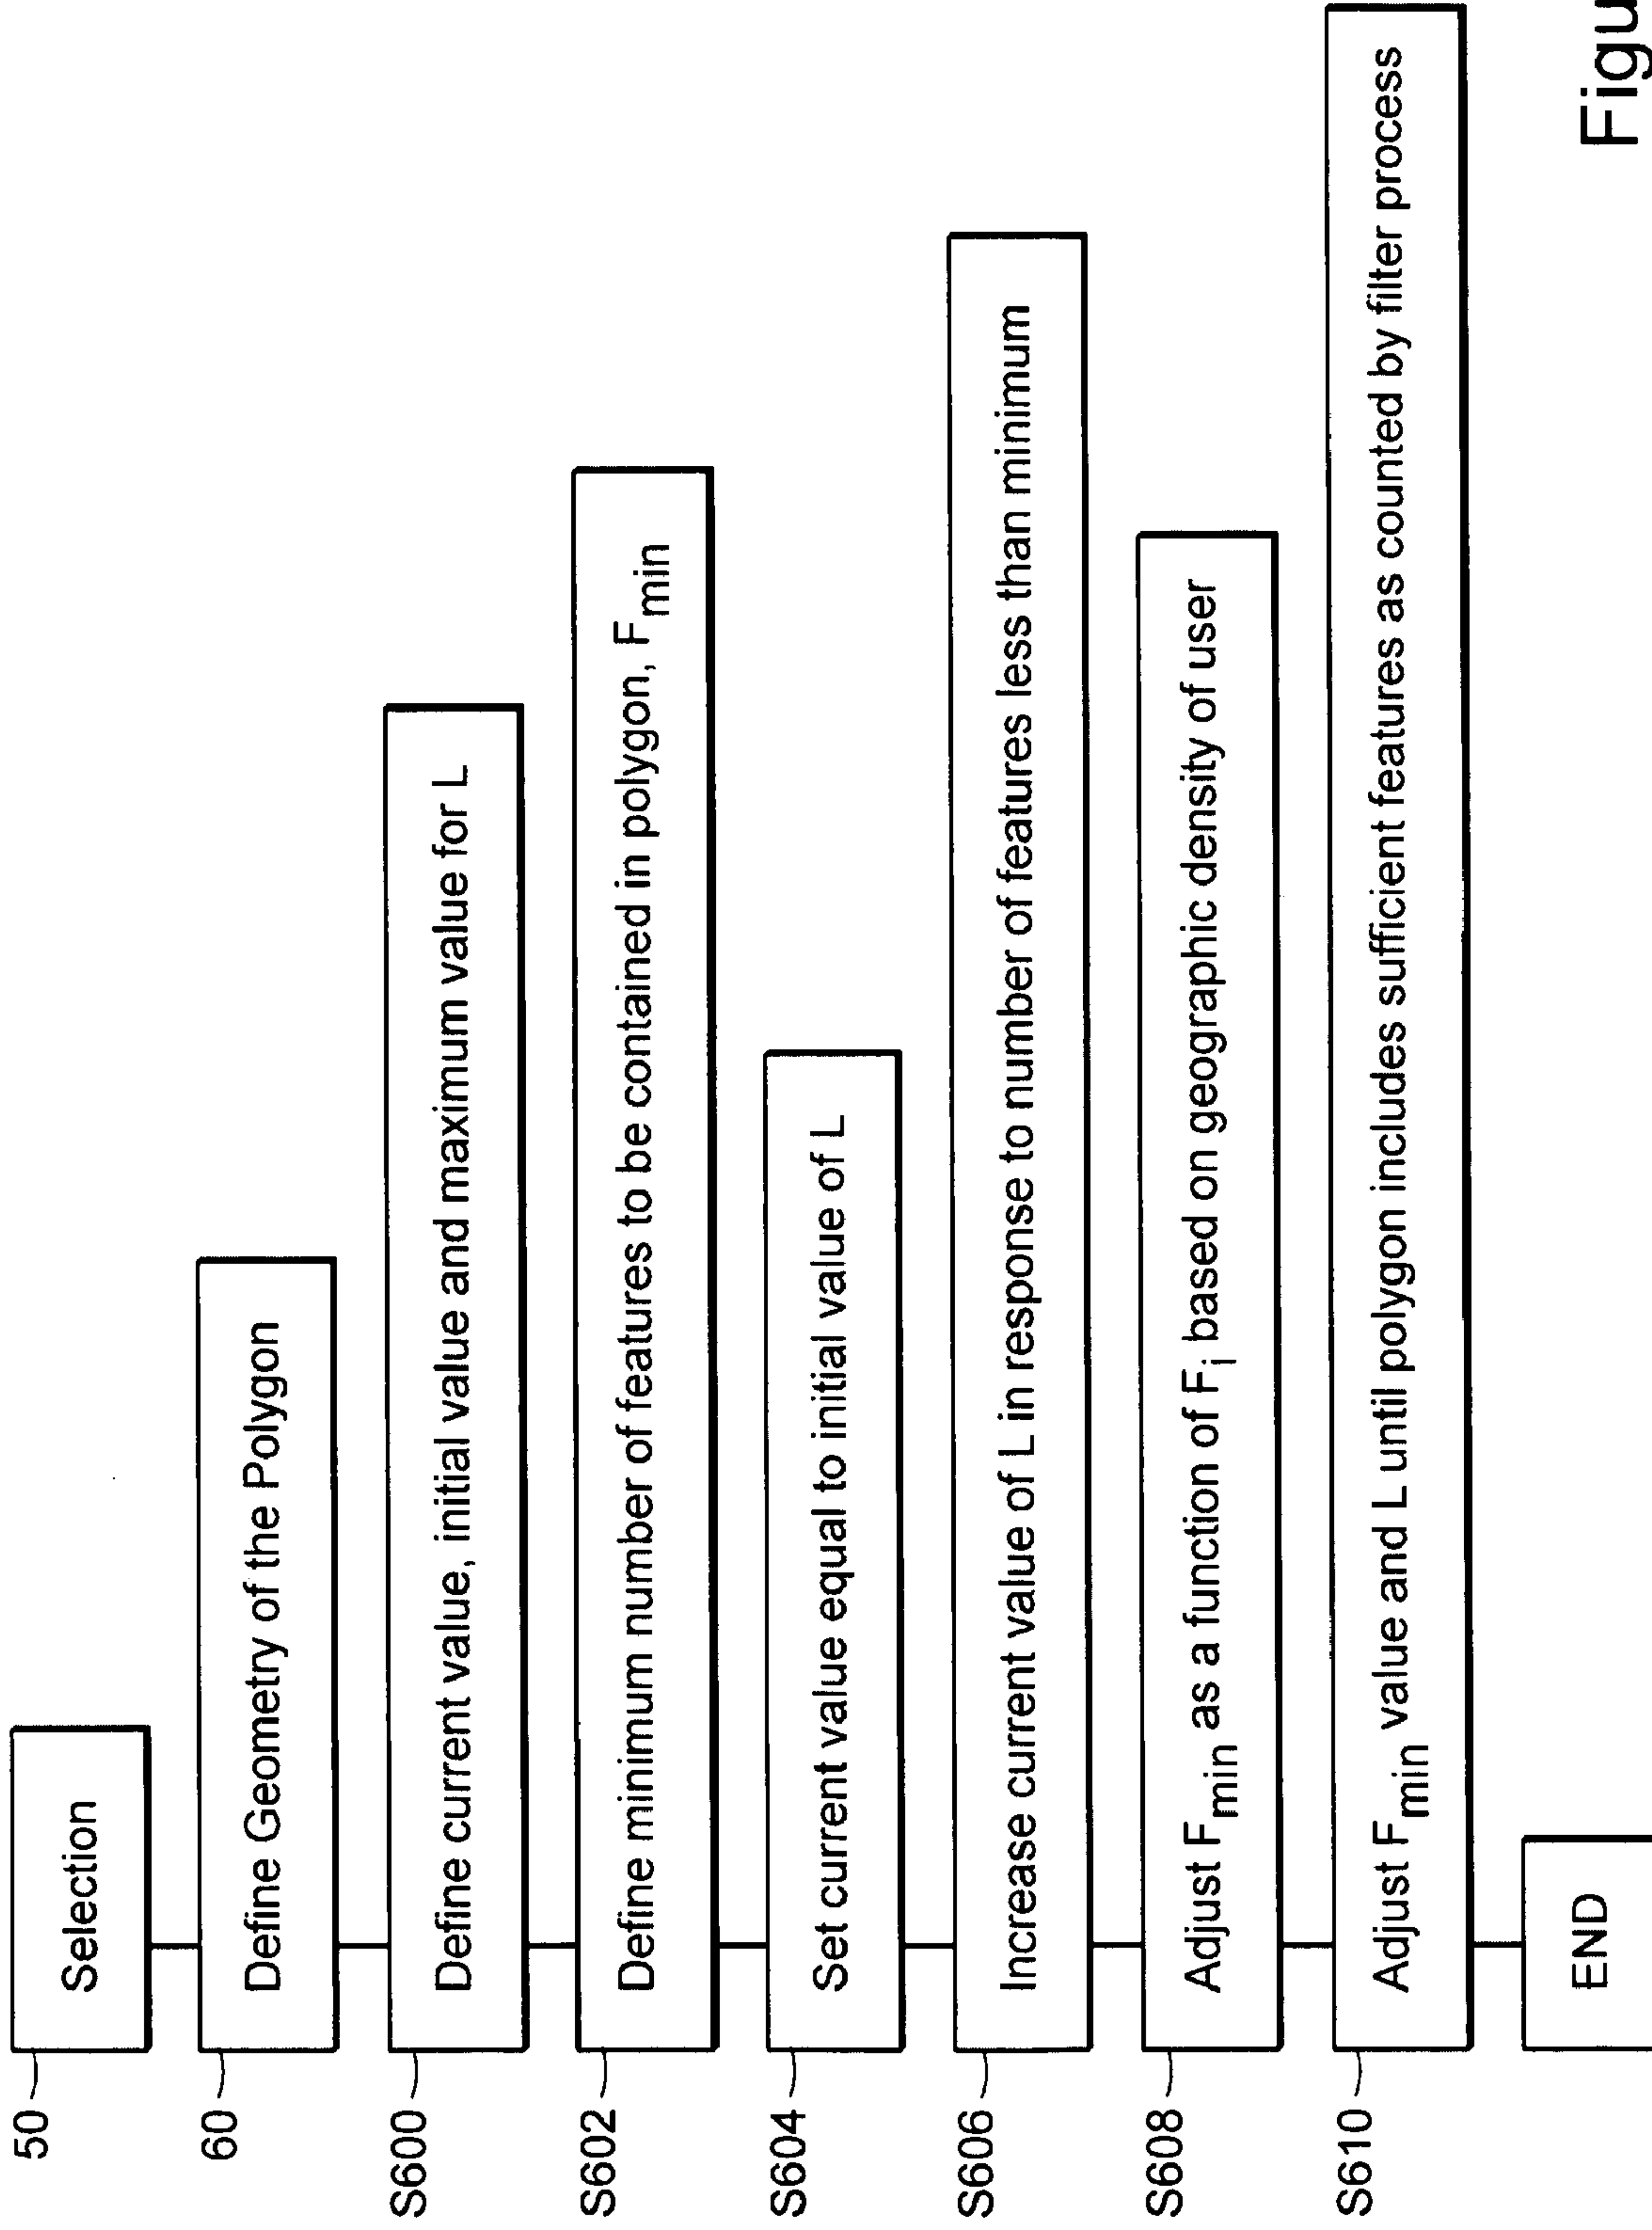 50 Selection
60 Define Geometry of the Polygon
S600 Define current value, initial value and maximum value for L
S602 Define minimum number of features to be contained in polygon, Fmin
S604 Set current value equal to initial value of L
S606 Increase current value of L in response to number of features less than minimum
S608 Adjust Fmin as a function of Fi based on geographic density of user
S610 Adjust Fmin value and L until polygon includes sufficient features as counted by filter process
END